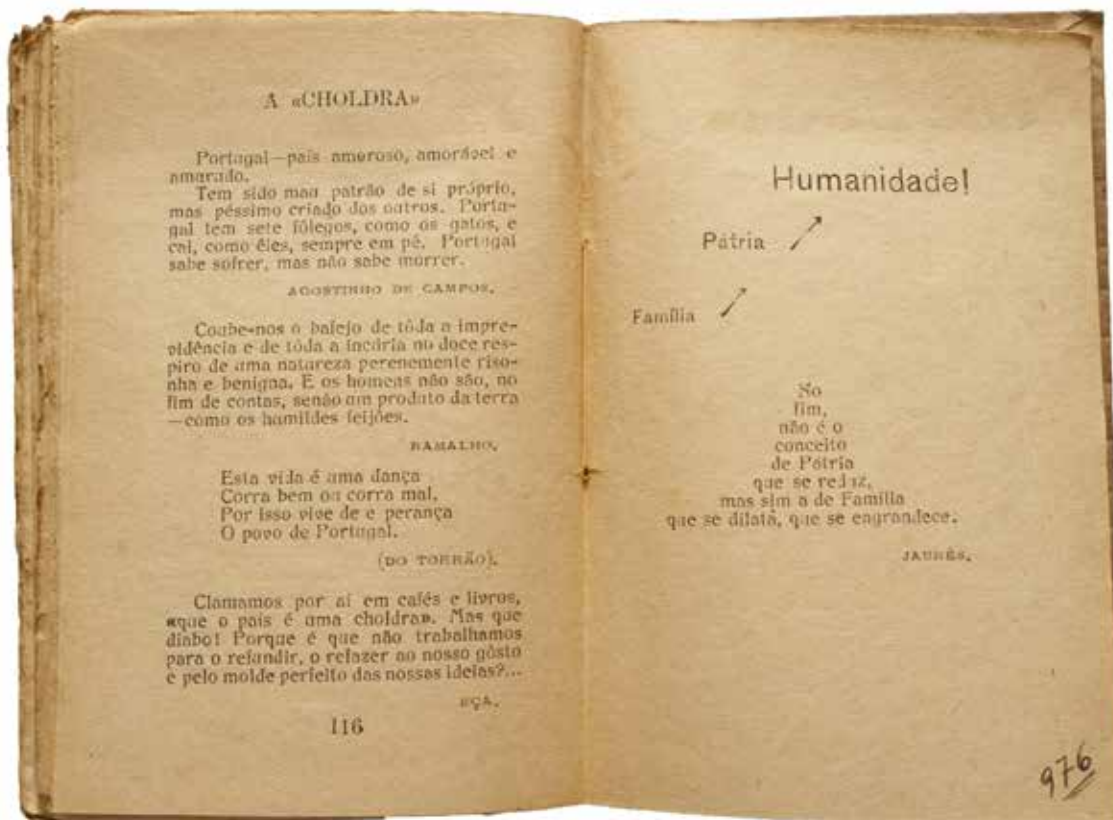 A «CHOLDRA»
Portugal—país amoroso, amorável e
amarado.
Tem sido mau patrão de si próprio,
mas péssimo criado dos outros. Portu-
gal tem sete fôlegos, como os gatos, e
cai, como êles, sempre em pé. Portugal
sabe sofrer, mas não sabe morrer.
AGOSTINHO DE CAMPOS.
Coube-nos o bafejo de tôda a impre-
vidência e de tôda a incúria no doce res-
piro de uma natureza perenemente riso-
nha e benigna. E os homens não são, no
fim de contas, senão um produto da terra
—como os humildes feijões.
RAMALHO.
Esta vida é uma dança
Corra bem ou corra mal,
Por isso vive de e perança
O povo de Portugal.
(DO TORRÃO).
Clamamos por aí em cafés e livros,
«que o país é uma choldra». Mas que
diabo! Porque é que não trabalhamos
para o refundir, o refazer ao nosso gôsto
e pelo molde perfeito das nossas ideias?...
EÇA.
116
Humanidade!
Pátria
Família
No
fim,
não é o
conceito
de Pátria
que se reduz,
mas sim a de Família
que se dilata, que se engrandece.
JAURÉS.
976